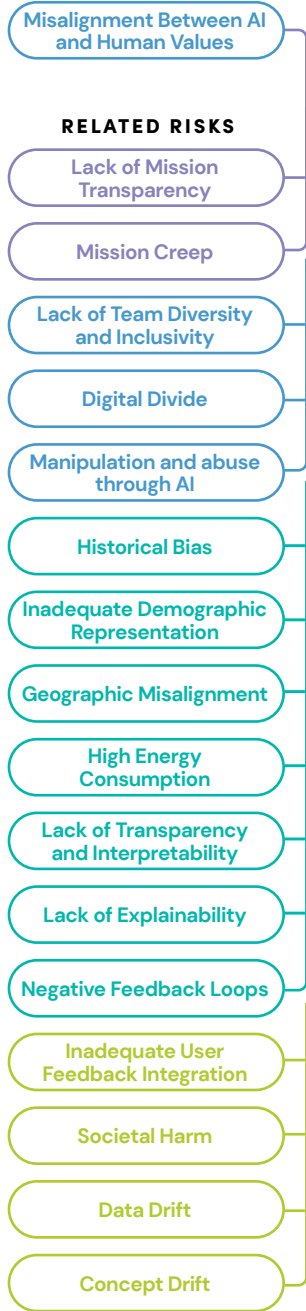 Misalignment Between AI
and Human Values
RELATED RISKS
Lack of Mission
Transparency
Mission Creep
Lack of Team Diversity
and Inclusivity
Digital Divide
Manipulation and abuse
through AI
Historical Bias
Inadequate Demographic
Representation
Geographic Misalignment
High Energy
Consumption
Lack of Transparency
and Interpretability
Lack of Explainability
Negative Feedback Loops
Inadequate User
Feedback Integration
Societal Harm
Data Drift
Concept Drift